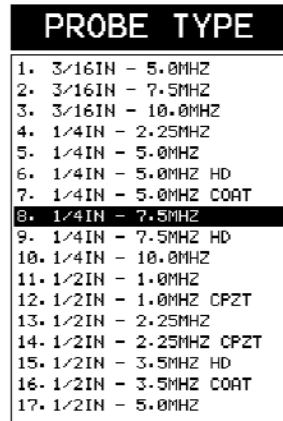 PROBE TYPE
1. 3/16IN - 5.0MHZ
2. 3/16IN - 7.5MHZ
3. 3/16IN - 10.0MHZ
4. 1/4IN - 2.25MHZ
5. 1/4IN - 5.0MHZ
6. 1/4IN - 5.0MHZ HD
7. 1/4IN - 5.0MHZ COAT
8. 1/4IN - 7.5MHZ
9. 1/4IN - 7.5MHZ HD
10. 1/4IN - 10.0MHZ
11. 1/2IN - 1.0MHZ
12. 1/2IN - 1.0MHZ CPZT
13. 1/2IN - 2.25MHZ
14. 1/2IN - 2.25MHZ CPZT
15. 1/2IN - 3.5MHZ HD
16. 1/2IN - 3.5MHZ COAT
17. 1/2IN - 5.0MHZ